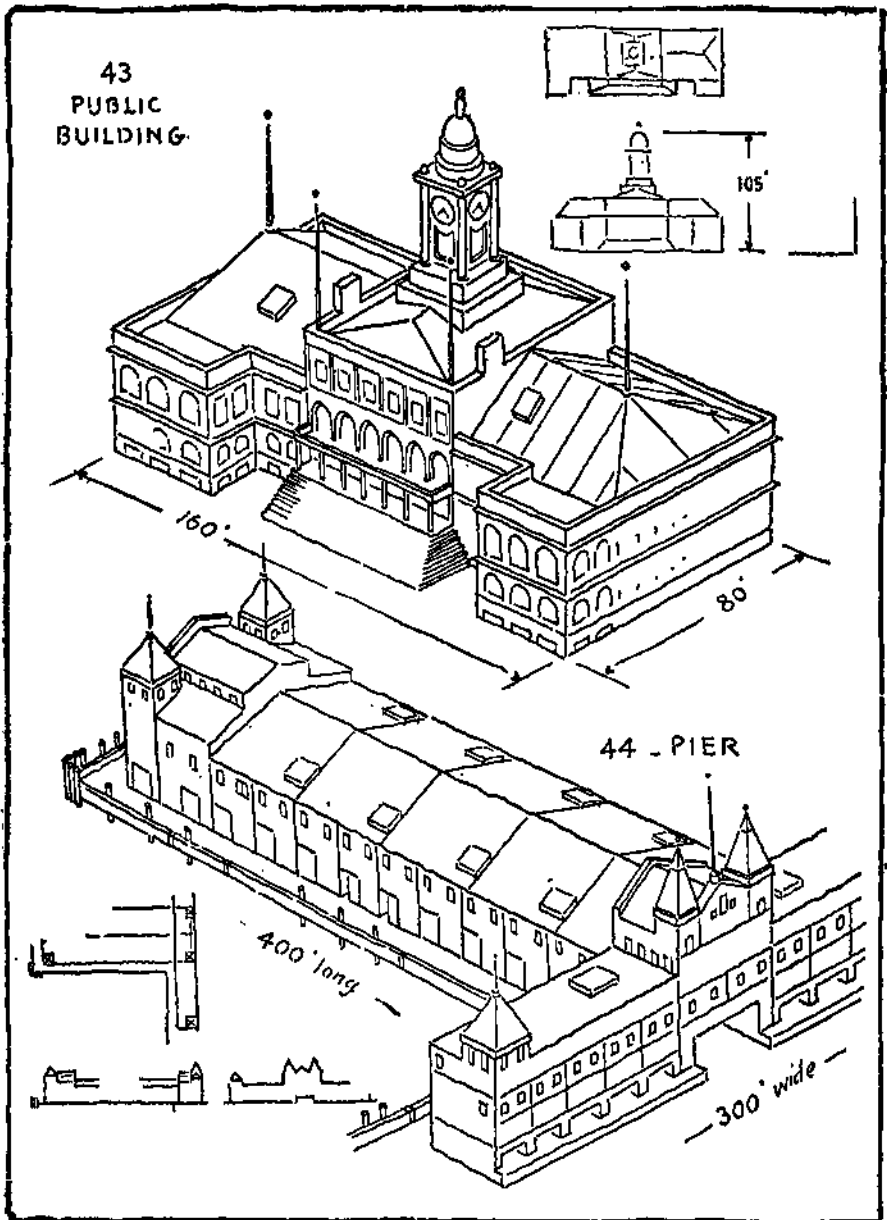 43
PUBLIC
BUILDING
105'
160'
80'
44 - PIER
400' long
300' wide